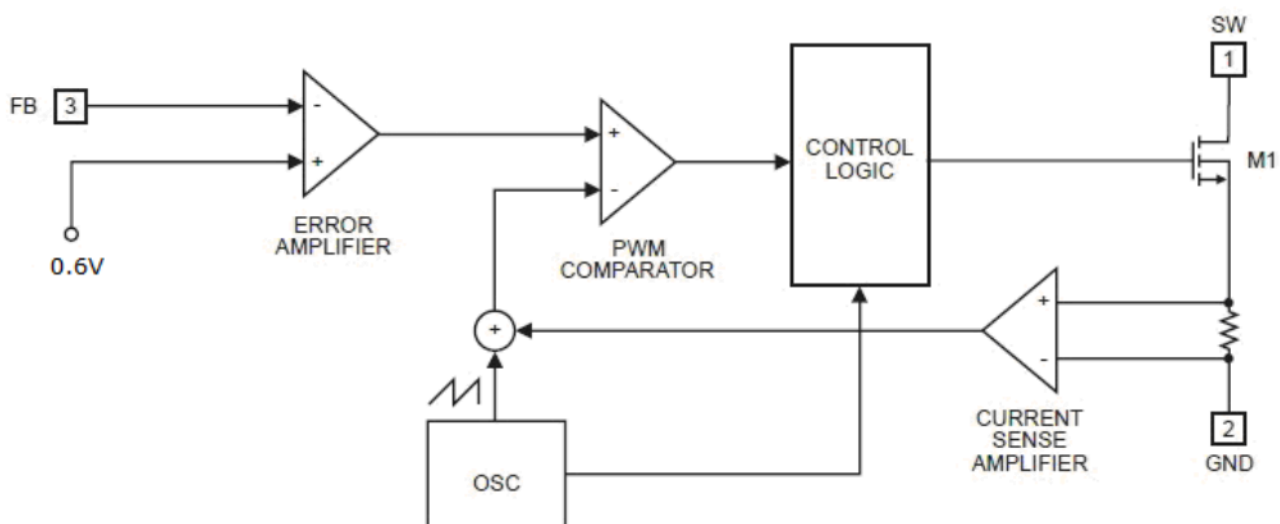 SW
1
FB
3
-
+
0.6V
ERROR
AMPLIFIER
+
-
PWM
COMPARATOR
CONTROL
LOGIC
M1
+
+
-
CURRENT
SENSE
AMPLIFIER
2
GND
OSC